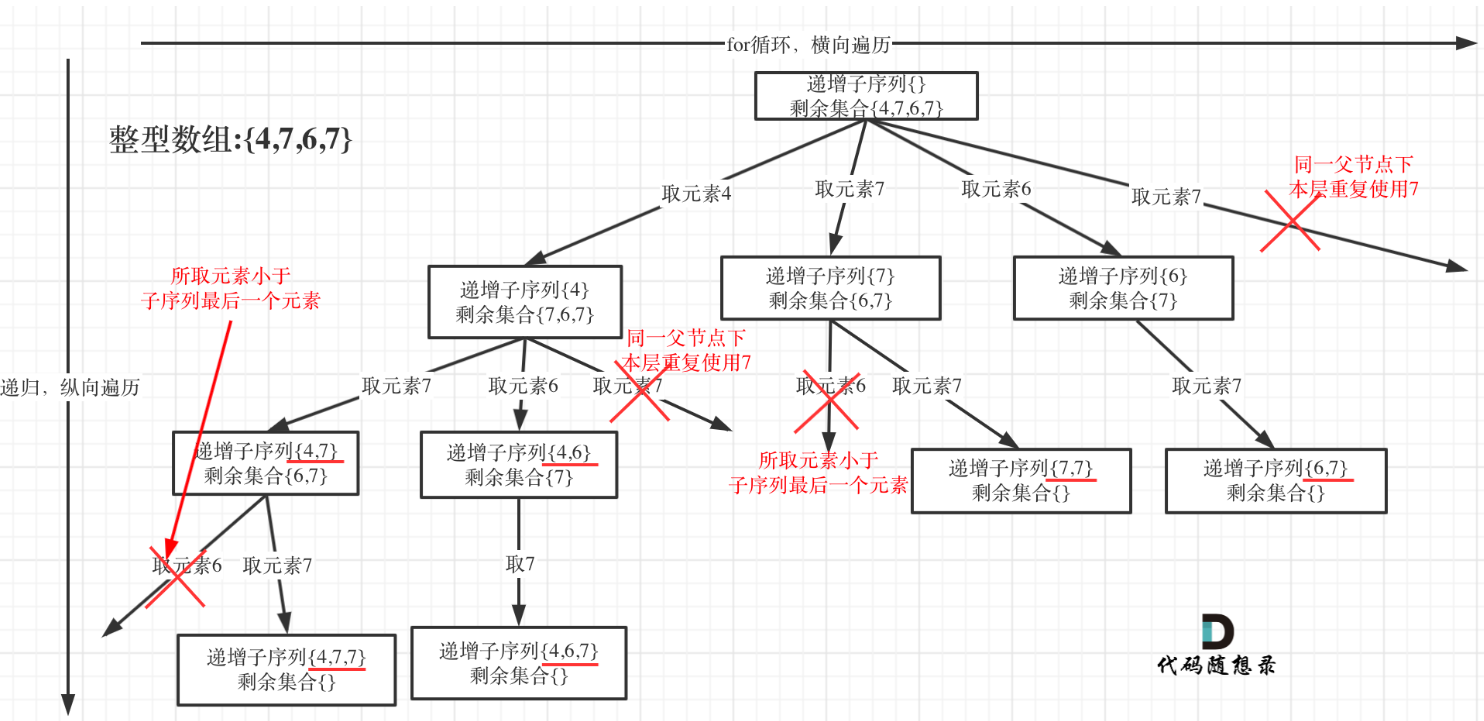 for循环，横向遍历
递增子序列{}
剩余集合{4,7,6,7}
整型数组:{4,7,6,7}
同一父节点下
本层重复使用7
取元素4
取元素7
取元素6
取元素7
所取元素小于
子序列最后一个元素
递增子序列{4}
剩余集合{7,6,7}
递增子序列{7}
剩余集合{6,7}
递增子序列{6}
剩余集合{7}
同一父节点下
本层重复使用7
递归，纵向遍历
取元素7
取元素6
取元素7
取元素6
取元素7
取元素7
递增子序列{4,7}
剩余集合{6,7}
递增子序列{4,6}
剩余集合{7}
所取元素小于
子序列最后一个元素
递增子序列{7,7}
剩余集合{}
递增子序列{6,7}
剩余集合{}
取元素6
取元素7
取7
递增子序列{4,7,7}
剩余集合{}
递增子序列{4,6,7}
剩余集合{}
代码随想录